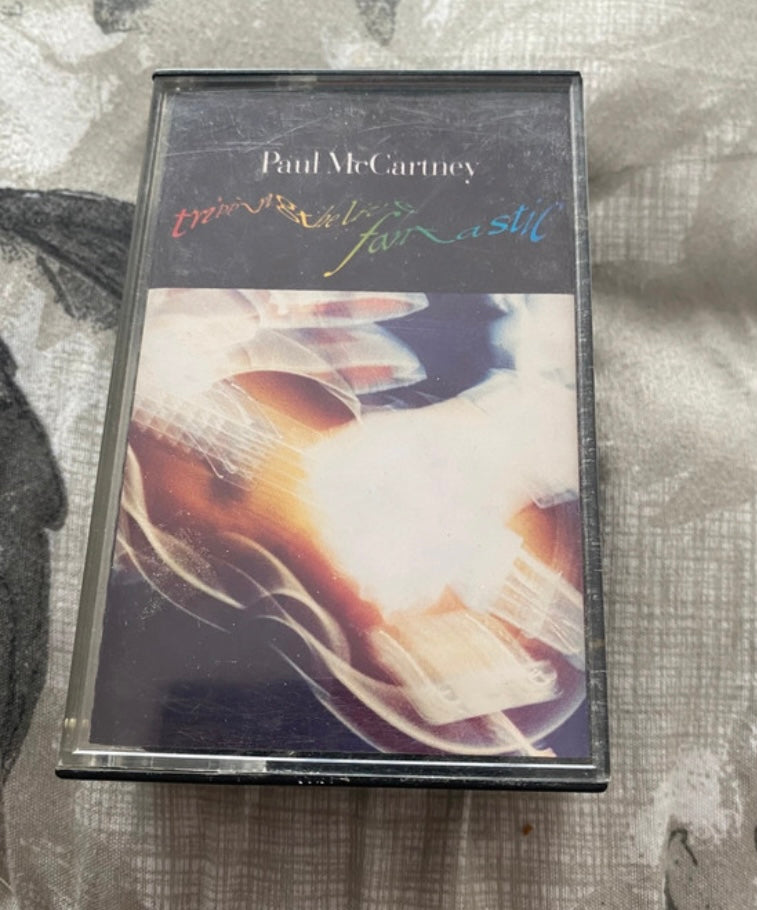 Paul McCartney
tripping the live
fantastic